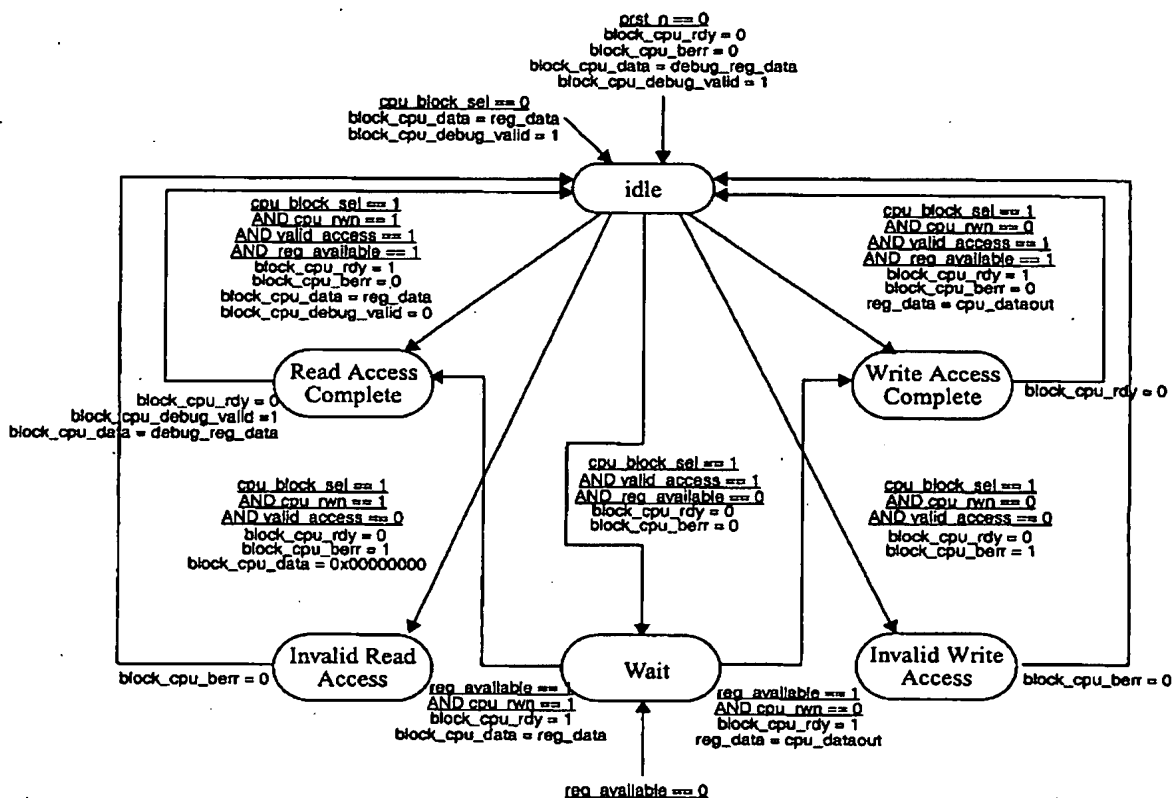 prst_n == 0
block_cpu_rdy = 0
block_cpu_berr = 0
block_cpu_data = debug_reg_data
block_cpu_debug_valid = 1
cpu_block_sel == 0
block_cpu_data = reg_data
block_cpu_debug_valid = 1
idle
cpu_block_sel == 1
AND cpu_rwn == 1
AND valid_access == 1
AND reg_available == 1
block_cpu_rdy = 1
block_cpu_berr = 0
block_cpu_data = reg_data
block_cpu_debug_valid = 0
cpu_block_sel == 1
AND cpu_rwn == 0
AND valid_access == 1
AND reg_available == 1
block_cpu_rdy = 1
block_cpu_berr = 0
reg_data = cpu_dataout
Read Access
Complete
Write Access
Complete
block_cpu_rdy = 0
block_cpu_debug_valid =1
block_cpu_data = debug_reg_data
block_cpu_rdy = 0
cpu_block_sel == 1
AND cpu_rwn == 1
AND valid_access == 0
block_cpu_rdy = 0
block_cpu_berr = 1
block_cpu_data = 0x00000000
cpu_block_sel == 1
AND valid_access == 1
AND reg_available == 0
block_cpu_rdy = 0
block_cpu_berr = 0
cpu_block_sel == 1
AND cpu_rwn == 0
AND valid_access == 0
block_cpu_rdy = 0
block_cpu_berr = 1
Invalid Read
Access
Wait
Invalid Write
Access
block_cpu_berr = 0
reg_available == 1
AND cpu_rwn == 1
block_cpu_rdy = 1
block_cpu_data = reg_data
reg_available == 1
AND cpu_rwn == 0
block_cpu_rdy = 1
reg_data = cpu_dataout
block_cpu_berr = 0
reg_available == 0